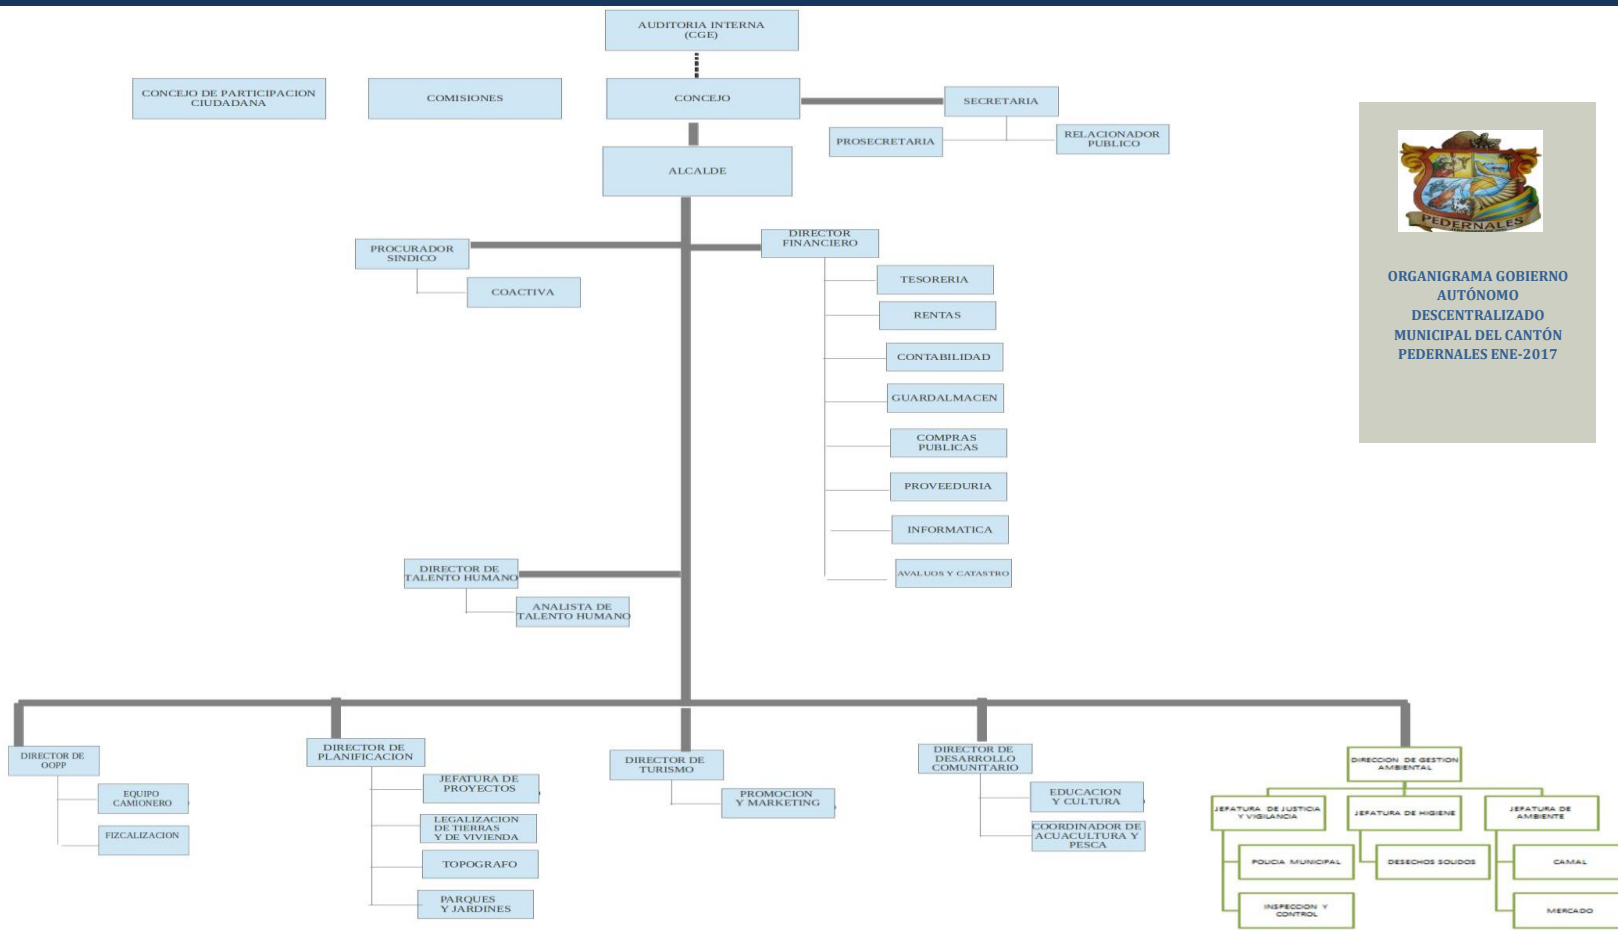 AUDITORIA INTERNA
(CGE)
CONCEJO DE PARTICIPACION
CIUDADANA
COMISIONES
CONCEJO
SECRETARIA
PROSECRETARIA
RELACIONADOR
PUBLICO
ALCALDE
PEDERNALES
ORGANIGRAMA GOBIERNO
AUTÓNOMO
DESCENTRALIZADO
MUNICIPAL DEL CANTÓN
PEDERNALES ENE-2017
PROCURADOR
SINDICO
COACTIVA
DIRECTOR
FINANCIERO
TESORERIA
RENTAS
CONTABILIDAD
GUARDALMACEN
COMPRAS
PUBLICAS
PROVEEDURIA
INFORMATICA
AVALUOS Y CATASTRO
DIRECTOR DE
TALENTO HUMANO
ANALISTA DE
TALENTO HUMANO
DIRECTOR DE
OOPP
EQUIPO
CAMIONERO
FIZCALIZACION
DIRECTOR DE
PLANIFICACION
JEFATURA DE
PROYECTOS
LEGALIZACION
DE TIERRAS
Y DE VIVIENDA
TOPOGRAFO
PARQUES
Y JARDINES
DIRECTOR DE
TURISMO
PROMOCION
Y MARKETING
DIRECTOR DE
DESARROLLO
COMUNITARIO
EDUCACION
Y CULTURA
COORDINADOR DE
ACUACULTURA Y
PESCA
DIRECCION DE GESTION
AMBIENTAL
JEFATURA DE JUSTICIA
Y VIGILANCIA
POLICIA MUNICIPAL
INSPECCION Y
CONTROL
JEFATURA DE HIGIENE
DESECHOS SOLIDOS
JEFATURA DE
AMBIENTE
CAMAL
MERCADO